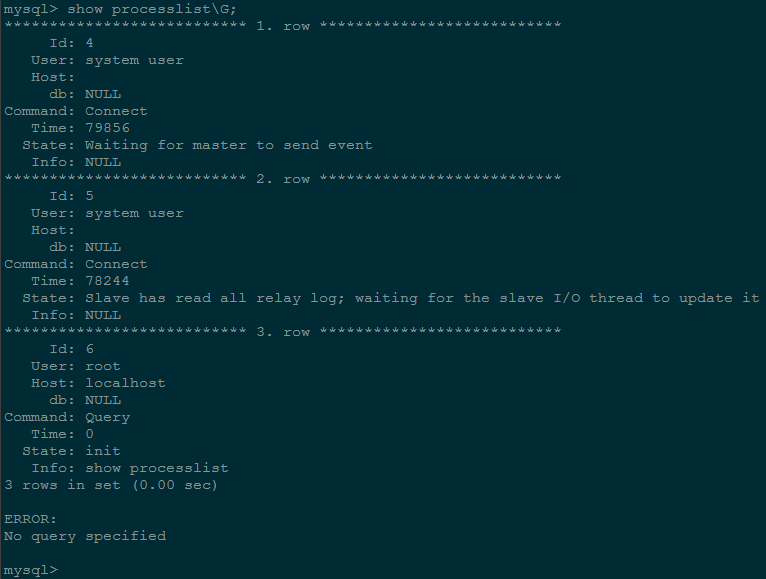 mysql> show processlist\G;
*************************** 1. row ***************************
     Id: 4
   User: system user
   Host:
     db: NULL
Command: Connect
   Time: 79856
  State: Waiting for master to send event
   Info: NULL
*************************** 2. row ***************************
     Id: 5
   User: system user
   Host:
     db: NULL
Command: Connect
   Time: 78244
  State: Slave has read all relay log; waiting for the slave I/O thread to update it
   Info: NULL
*************************** 3. row ***************************
     Id: 6
   User: root
   Host: localhost
     db: NULL
Command: Query
   Time: 0
  State: init
   Info: show processlist
3 rows in set (0.00 sec)

ERROR:
No query specified

mysql>